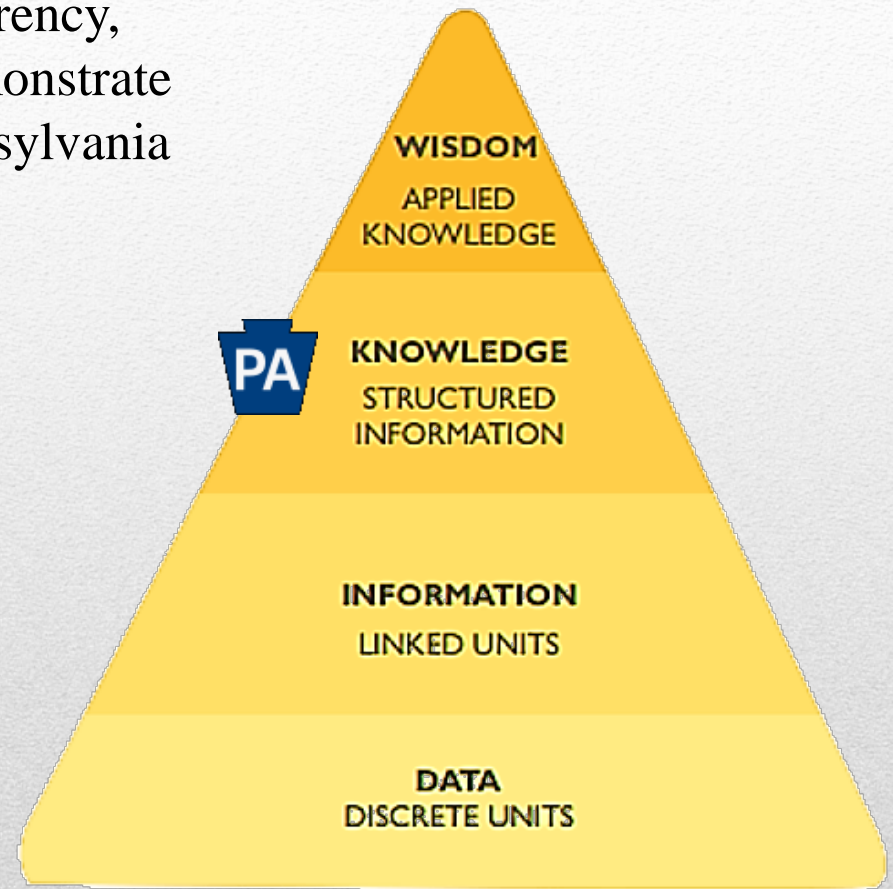 rency,
onstrate
sylvania
WISDOM
APPLIED
KNOWLEDGE
PA
KNOWLEDGE
STRUCTURED
INFORMATION
INFORMATION
LINKED UNITS
DATA
DISCRETE UNITS